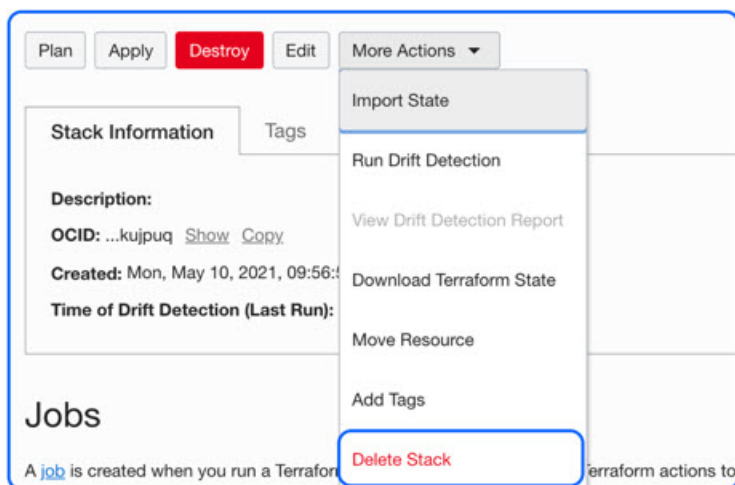 Plan Apply Destroy Edit More Actions
Import State
Stack Information Tags
Run Drift Detection
Description:
View Drift Detection Report
OCID: ...kujpuq Show Copy
Created: Mon, May 10, 2021, 09:56:
Download Terraform State
Time of Drift Detection (Last Run):
Move Resource
Add Tags
Jobs
Delete Stack
A job is created when you run a Terrafor erraform actions to